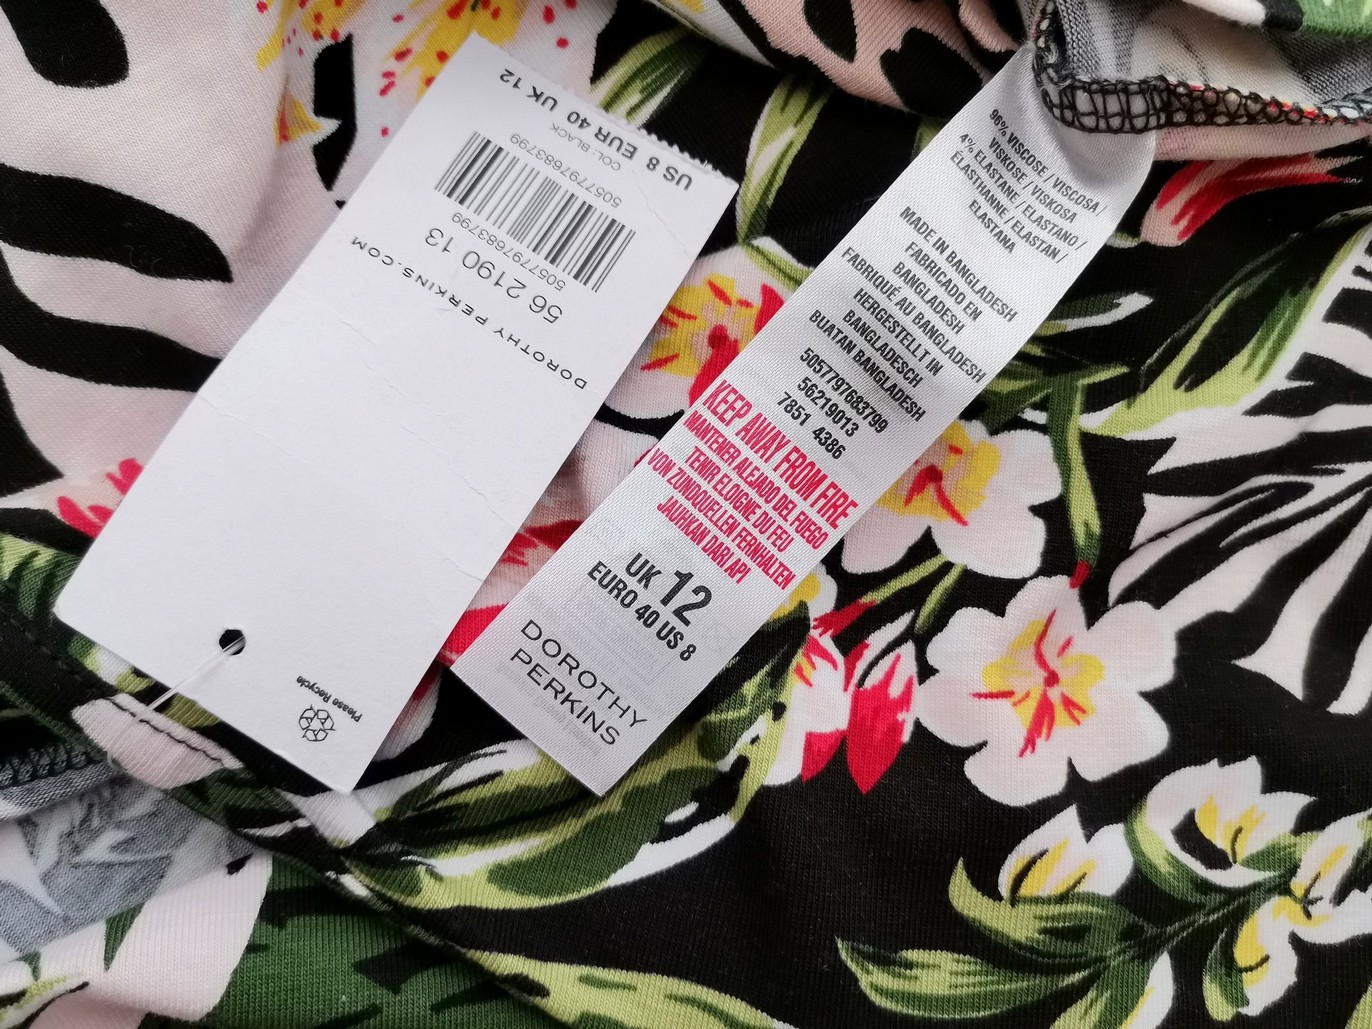 US 8 EUR 40 UK 12
COL: BLACK
5057797683799
5057797683799
56 2190 13
DOROTHY PERKINS.COM
Please Recycle
96% VISCOSE / VISCOSA /
VISKOSE / VISKOSA
4% ELASTANE / ELASTANO /
ÉLASTHANNE / ELASTAN /
ELASTANA
MADE IN BANGLADESH
FABRICADO EN
BANGLADESH
FABRIQUÉ AU BANGLADESH
HERGESTELLT IN
BANGLADESCH
BUATAN BANGLADESH
5057797683799
56219013
7851 4386
KEEP AWAY FROM FIRE
MANTENER ALEJADO DEL FUEGO
TENIR ÉLOIGNÉ DU FEU
VON ZÜNDQUELLEN FERNHALTEN
JAUHKAN DARI API
UK 12
EURO 40 US 8
DOROTHY
PERKINS